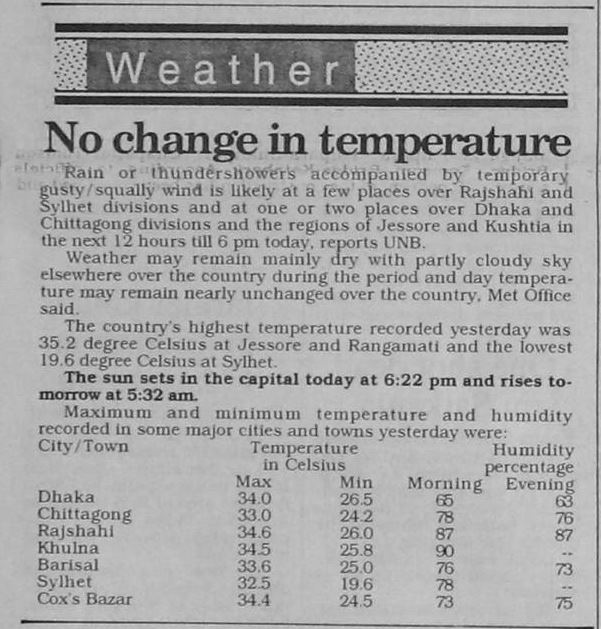 Weather
No change in temperature
Rain or thundershowers accompanied by temporary
gusty/squally wind is likely at a few places over Rajshahi and
Sylhet divisions and at one or two places over Dhaka and
Chittagong divisions and the regions of Jessore and Kushtia in
the next 12 hours till 6 pm today, reports UNB.
Weather may remain mainly dry with partly cloudy sky
elsewhere over the country during the period and day tempera-
ture may remain nearly unchanged over the country, Met Office
said.
The country's highest temperature recorded yesterday was
35.2 degree Celsius at Jessore and Rangamati and the lowest
19.6 degree Celsius at Sylhet.
The sun sets in the capital today at 6:22 pm and rises to-
morrow at 5:32 am.
Maximum and minimum temperature and humidity
recorded in some major cities and towns yesterday were:
City/Town Temperature Humidity
in Celsius percentage
Max Min Morning Evening
Dhaka 34.0 26.5 65 63
Chittagong 33.0 24.2 78 76
Rajshahi 34.6 26.0 87 87
Khulna 34.5 25.8 90 --
Barisal 33.6 25.0 76 73
Sylhet 32.5 19.6 78 --
Cox's Bazar 34.4 24.5 73 75